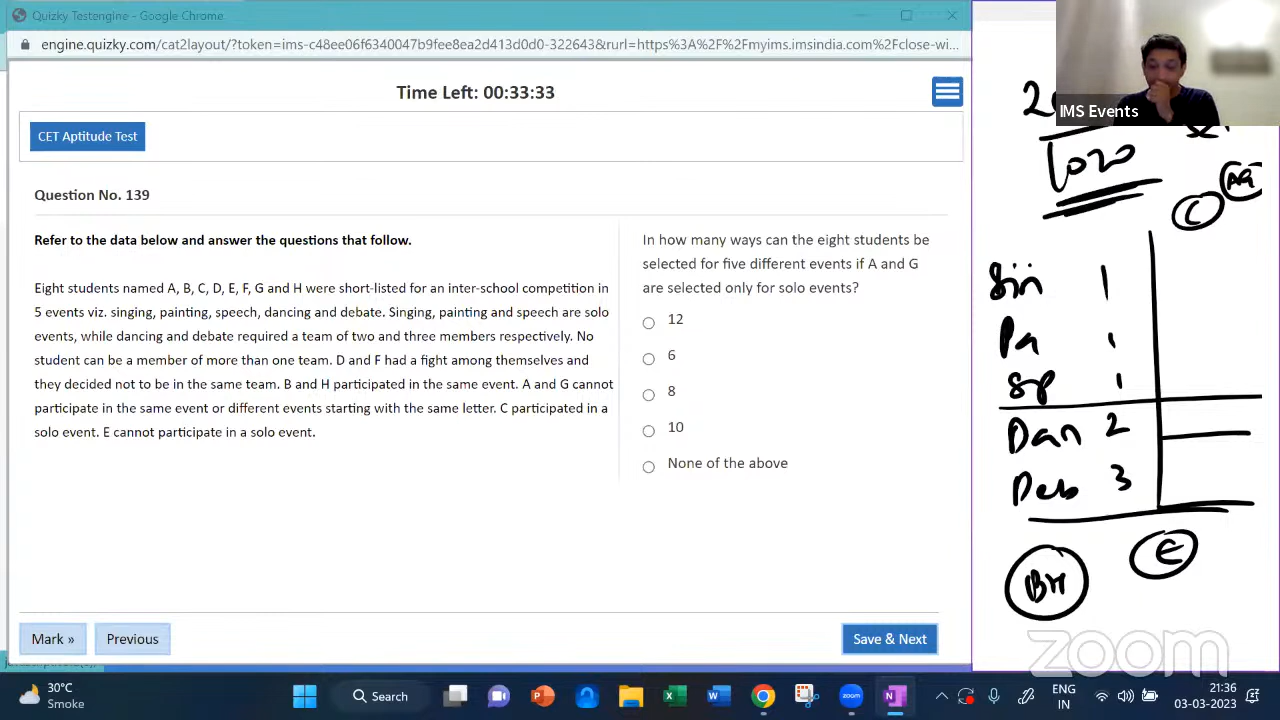 Quizky Testengine - Google Chrome
engine.quizky.com/cat2layout/?token=ims-c48ee06f6340047b9fee8ea2d413d0d0-322643&rurl=https%3A%2F%2Fmyims.imsindia.com%2Fclose-wi...
Time Left: 00:33:33
CET Aptitude Test
Question No. 139
Refer to the data below and answer the questions that follow.
Eight students named A, B, C, D, E, F, G and H were short-listed for an inter-school competition in
5 events viz. singing, painting, speech, dancing and debate. Singing, painting and speech are solo
events, while dancing and debate required a team of two and three members respectively. No
student can be a member of more than one team. D and F had a fight among themselves and
they decided not to be in the same team. B and H participated in the same event. A and G cannot
participate in the same event or different events starting with the same letter. C participated in a
solo event. E cannot participate in a solo event.
In how many ways can the eight students be
selected for five different events if A and G
are selected only for solo events?
12
6
8
10
None of the above
Mark »
Previous
Save & Next
IMS Events
1020
C
AG
Sin 1
Pa 1
Sp 1
Dan 2
Deb 3
E
BH
zoom
30°C
Smoke
Search
zoom
ENG
IN
21:36
03-03-2023